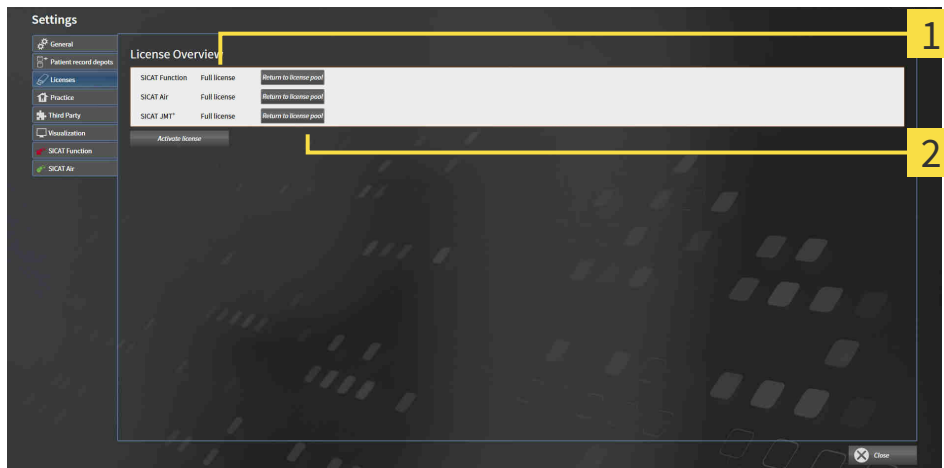 Settings
1
General
Patient record depots
License Overview
Licenses
SICAT Function Full license Return to license pool
Practice
SICAT Air Full license Return to license pool
Third Party
SICAT JMT+ Full license Return to license pool
Visualization
Activate license
2
SICAT Function
SICAT Air
Close